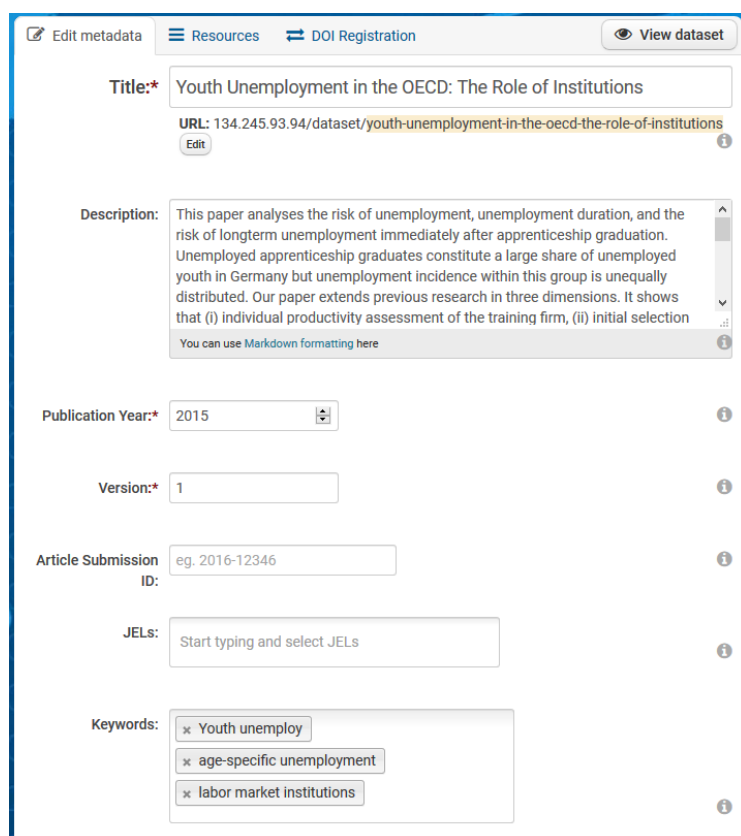 Edit metadata Resources DOI Registration View dataset
Title:* Youth Unemployment in the OECD: The Role of Institutions
URL: 134.245.93.94/dataset/youth-unemployment-in-the-oecd-the-role-of-institutions
Edit
Description: This paper analyses the risk of unemployment, unemployment duration, and the
risk of longterm unemployment immediately after apprenticeship graduation.
Unemployed apprenticeship graduates constitute a large share of unemployed
youth in Germany but unemployment incidence within this group is unequally
distributed. Our paper extends previous research in three dimensions. It shows
that (i) individual productivity assessment of the training firm, (ii) initial selection
You can use Markdown formatting here
Publication Year:* 2015
Version:* 1
Article Submission eg. 2016-12346
ID:
JELs: Start typing and select JELs
Keywords: × Youth unemploy
× age-specific unemployment
× labor market institutions